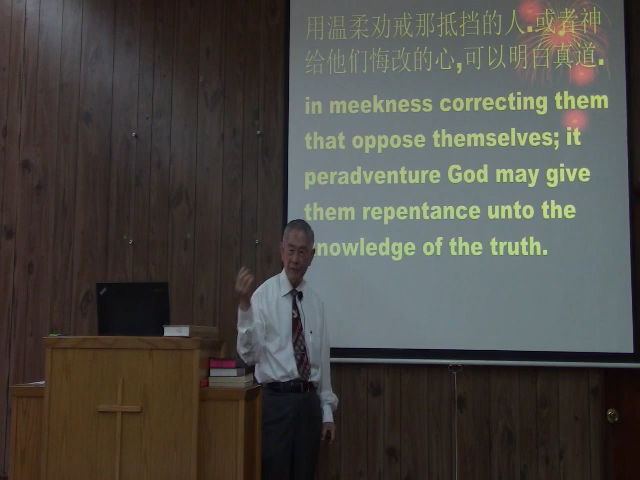 用温柔劝戒那抵挡的人.或者神
给他们悔改的心,可以明白真道.
in meekness correcting them
that oppose themselves; it
peradventure God may give
them repentance unto the
knowledge of the truth.